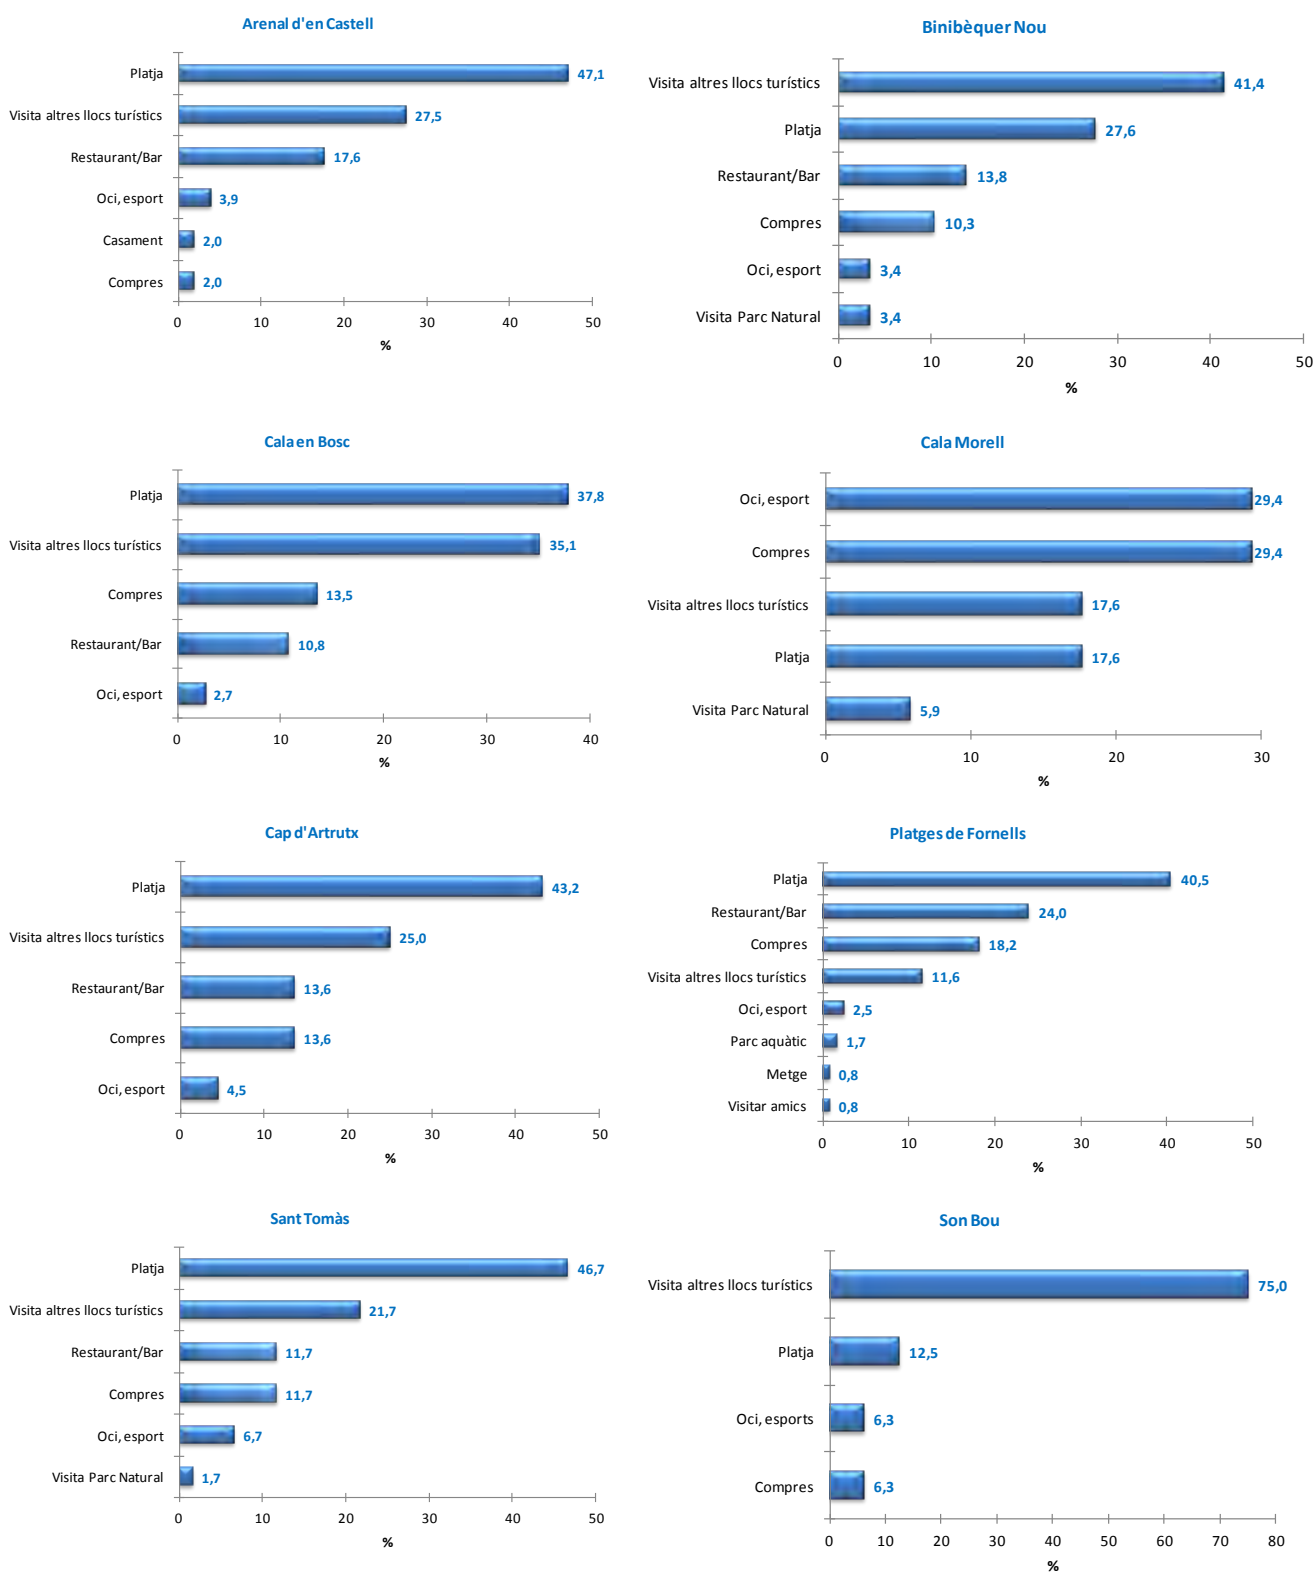 Arenal d'en Castell
Platja 47,1
Visita altres llocs turístics 27,5
Restaurant/Bar 17,6
Oci, esport 3,9
Casament 2,0
Compres 2,0
0 10 20 30 40 50
%
Binibèquer Nou
Visita altres llocs turístics 41,4
Platja 27,6
Restaurant/Bar 13,8
Compres 10,3
Oci, esport 3,4
Visita Parc Natural 3,4
0 10 20 30 40 50
%
Cala en Bosc
Platja 37,8
Visita altres llocs turístics 35,1
Compres 13,5
Restaurant/Bar 10,8
Oci, esport 2,7
0 10 20 30 40
%
Cala Morell
Oci, esport 29,4
Compres 29,4
Visita altres llocs turístics 17,6
Platja 17,6
Visita Parc Natural 5,9
0 10 20 30
%
Cap d'Artrutx
Platja 43,2
Visita altres llocs turístics 25,0
Restaurant/Bar 13,6
Compres 13,6
Oci, esport 4,5
0 10 20 30 40 50
%
Platges de Fornells
Platja 40,5
Restaurant/Bar 24,0
Compres 18,2
Visita altres llocs turístics 11,6
Oci, esport 2,5
Parc aquàtic 1,7
Metge 0,8
Visitar amics 0,8
0 10 20 30 40 50
%
Sant Tomàs
Platja 46,7
Visita altres llocs turístics 21,7
Restaurant/Bar 11,7
Compres 11,7
Oci, esport 6,7
Visita Parc Natural 1,7
0 10 20 30 40 50
%
Son Bou
Visita altres llocs turístics 75,0
Platja 12,5
Oci, esports 6,3
Compres 6,3
0 10 20 30 40 50 60 70 80
%